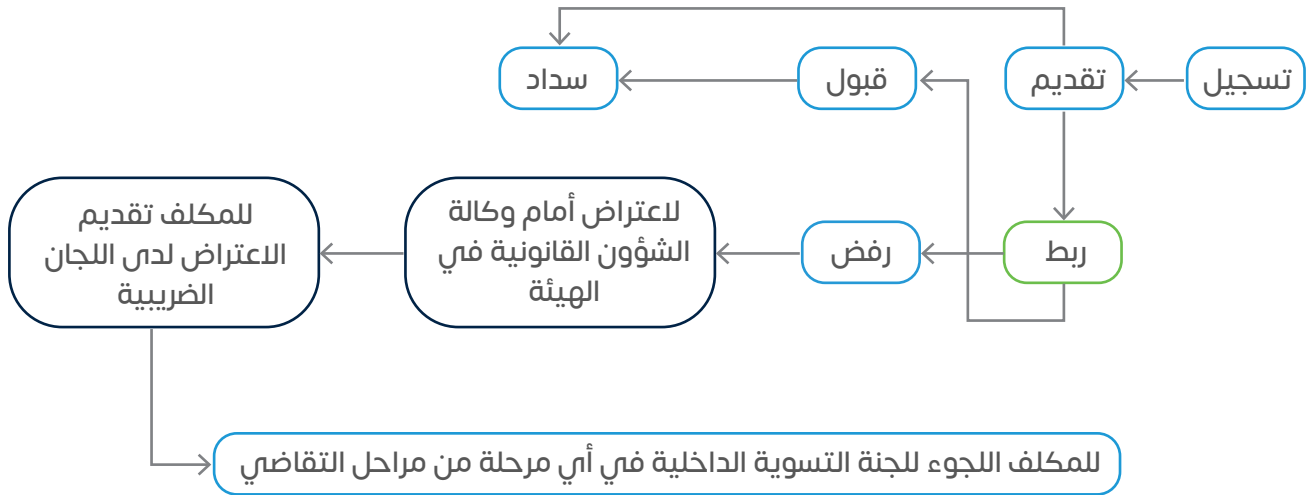 تسجيل
تقديم
قبول
سداد
ربط
رفض
لاعتراض أمام وكالة
الشؤون القانونية في
الهيئة
للمكلف تقديم
الاعتراض لدى اللجان
الضريبية
للمكلف اللجوء للجنة التسوية الداخلية في أي مرحلة من مراحل التقاضي